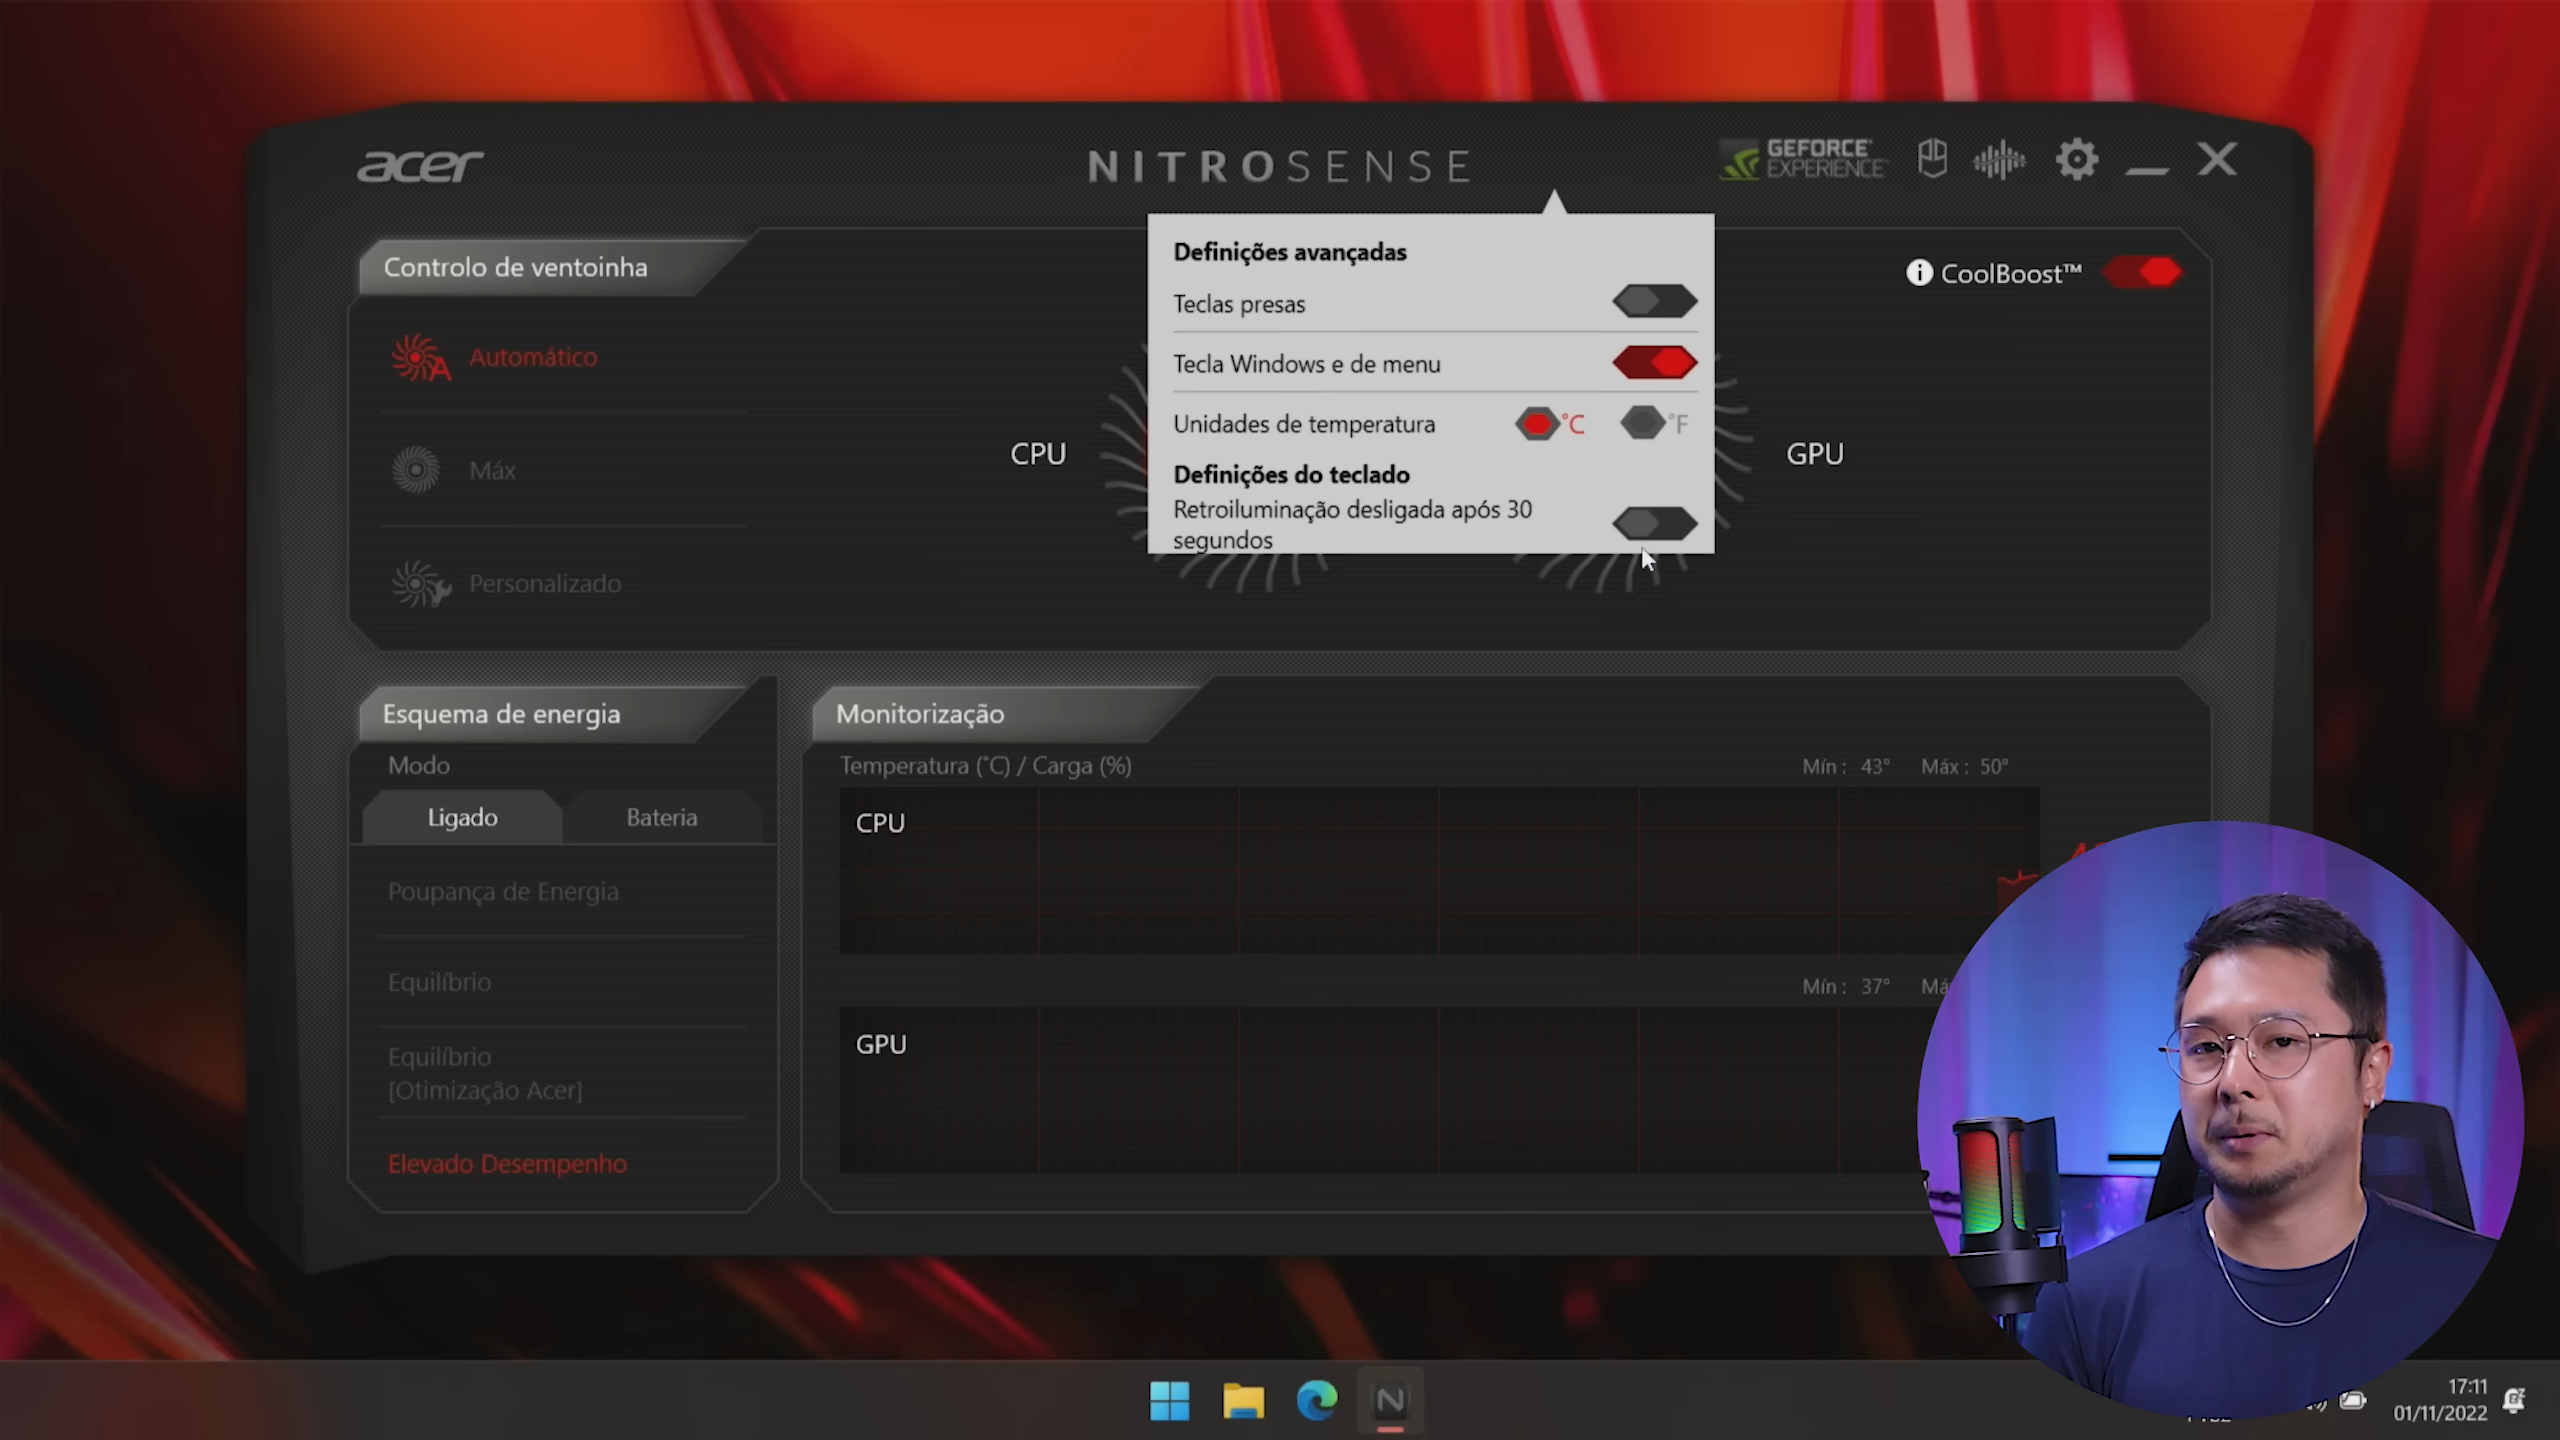 acer
NITROSENSE
GEFORCE
EXPERIENCE
Controlo de ventoinha
Automático
Máx
Personalizado
CPU
GPU
CoolBoost™
Definições avançadas
Teclas presas
Tecla Windows e de menu
Unidades de temperatura
°C
°F
Definições do teclado
Retroiluminação desligada após 30
segundos
Esquema de energia
Modo
Ligado
Bateria
Poupança de Energia
Equilíbrio
Equilíbrio
[Otimização Acer]
Elevado Desempenho
Monitorização
Temperatura (°C) / Carga (%)
Mín : 43° Máx : 50°
CPU
Mín : 37°
GPU
17:11
01/11/2022